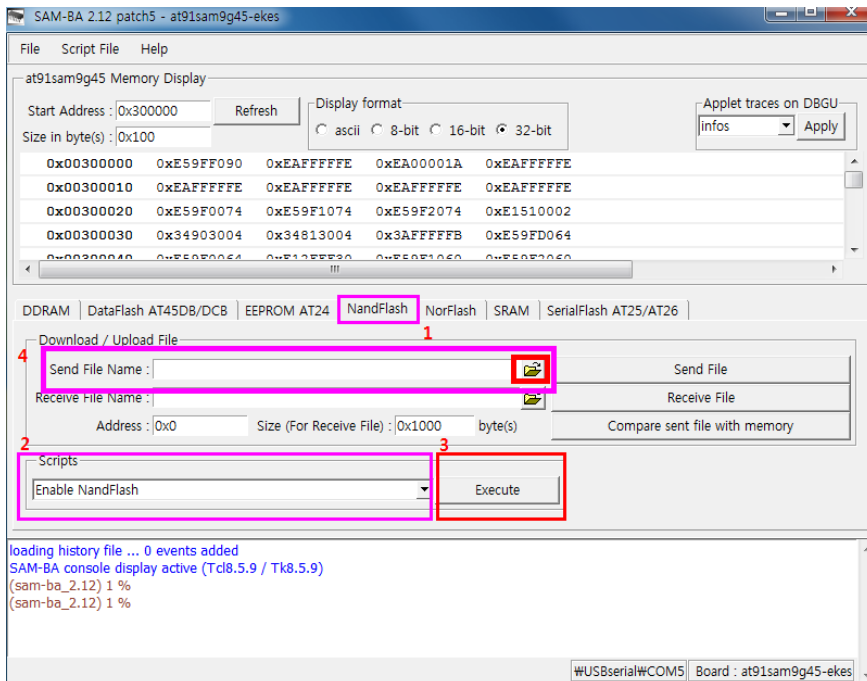 SAM-BA 2.12 patch5 - at91sam9g45-ekes
File Script File Help
at91sam9g45 Memory Display
Start Address : 0x300000 Refresh Display format Applet traces on DBGU
Size in byte(s) : 0x100 ascii 8-bit 16-bit 32-bit infos Apply
0x00300000 0xE59FF090 0xEAFFFFFE 0xEA00001A 0xEAFFFFFE
0x00300010 0xEAFFFFFE 0xEAFFFFFE 0xEAFFFFFE 0xEAFFFFFE
0x00300020 0xE59F0074 0xE59F1074 0xE59F2074 0xE1510002
0x00300030 0x34903004 0x34813004 0x3AFFFFFB 0xE59FD064
DDRAM DataFlash AT45DB/DCB EEPROM AT24 NandFlash NorFlash SRAM SerialFlash AT25/AT26
1
Download / Upload File
4
Send File Name : Send File
Receive File Name : Receive File
Address : 0x0 Size (For Receive File) : 0x1000 byte(s) Compare sent file with memory
2 3
Scripts
Enable NandFlash Execute
loading history file ... 0 events added
SAM-BA console display active (Tcl8.5.9 / Tk8.5.9)
(sam-ba_2.12) 1 %
(sam-ba_2.12) 1 %
₩USBserial₩COM5 Board : at91sam9g45-ekes